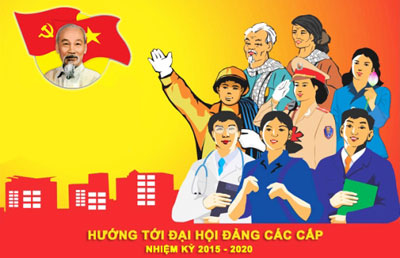 HƯỚNG TỚI ĐẠI HỘI ĐẢNG CÁC CẤP
NHIỆM KỲ 2015 - 2020